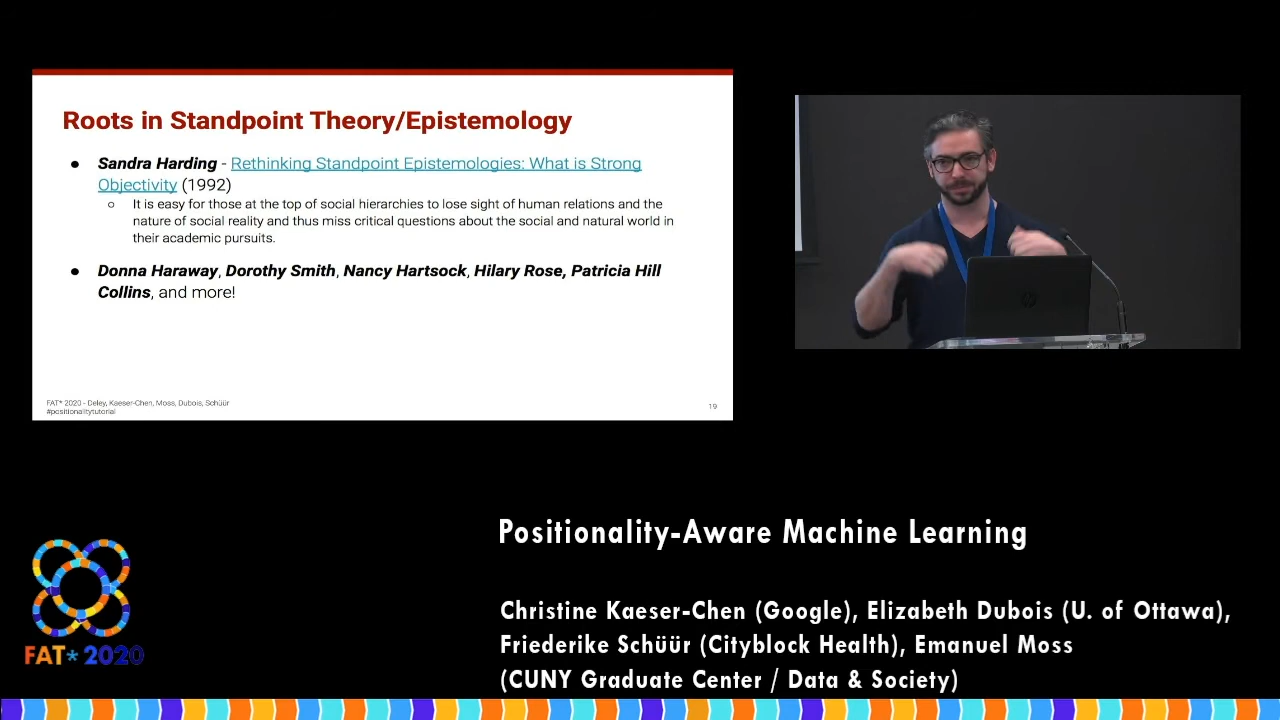 Roots in Standpoint Theory/Epistemology
● Sandra Harding - Rethinking Standpoint Epistemologies: What is Strong
Objectivity (1992)
○ It is easy for those at the top of social hierarchies to lose sight of human relations and the
nature of social reality and thus miss critical questions about the social and natural world in
their academic pursuits.
● Donna Haraway, Dorothy Smith, Nancy Hartsock, Hilary Rose, Patricia Hill
Collins, and more!
FAT* 2020 - Deley, Kaeser-Chen, Moss, Dubois, Schüür
#positionalitytutorial
19
Positionality-Aware Machine Learning
Christine Kaeser-Chen (Google), Elizabeth Dubois (U. of Ottawa),
Friederike Schüür (Cityblock Health), Emanuel Moss
(CUNY Graduate Center / Data & Society)
FAT* 2020